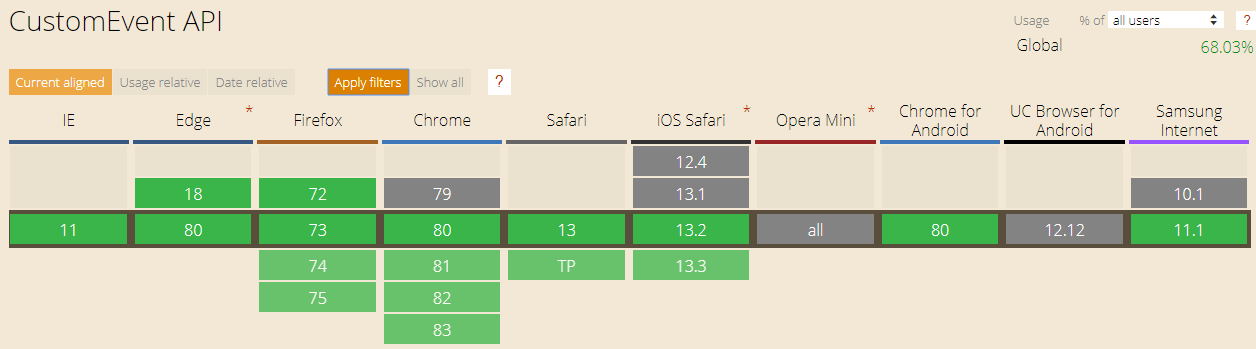 CustomEvent API
Usage % of all users ?
Global 68.03%
Current aligned Usage relative Date relative Apply filters Show all ?
IE Edge * Firefox Chrome Safari iOS Safari * Opera Mini * Chrome for Android UC Browser for Android Samsung Internet
12.4
18 72 79 13.1 10.1
11 80 73 80 13 13.2 all 80 12.12 11.1
74 81 TP 13.3
75 82
83